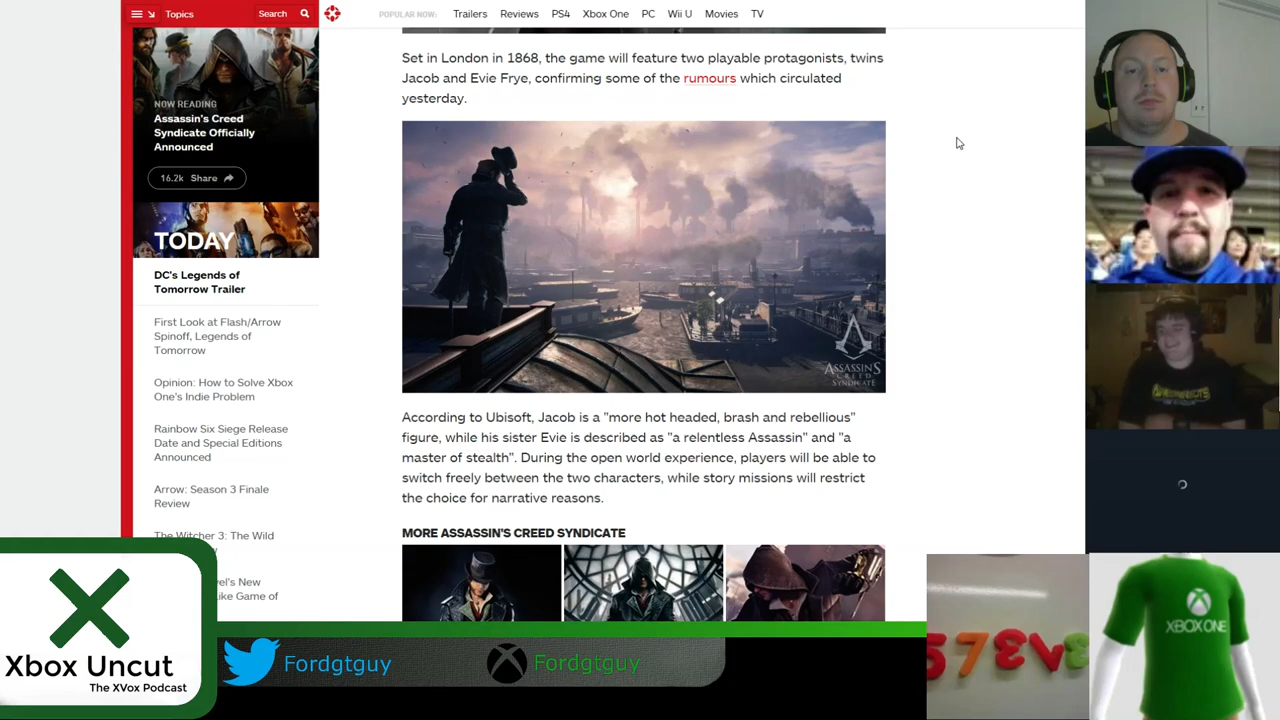 Topics
Search
POPULAR NOW:
Trailers
Reviews
PS4
Xbox One
PC
Wii U
Movies
TV
NOW READING
Assassin's Creed
Syndicate Officially
Announced
16.2k Share
TODAY
DC's Legends of
Tomorrow Trailer
First Look at Flash/Arrow
Spinoff, Legends of
Tomorrow
Opinion: How to Solve Xbox
One's Indie Problem
Rainbow Six Siege Release
Date and Special Editions
Announced
Arrow: Season 3 Finale
Review
The Witcher 3: The Wild
vel's New
ike Game of
Set in London in 1868, the game will feature two playable protagonists, twins
Jacob and Evie Frye, confirming some of the rumours which circulated
yesterday.
ASSASSIN'S
CREED
SYNDICATE
According to Ubisoft, Jacob is a "more hot headed, brash and rebellious"
figure, while his sister Evie is described as "a relentless Assassin" and "a
master of stealth". During the open world experience, players will be able to
switch freely between the two characters, while story missions will restrict
the choice for narrative reasons.
MORE ASSASSIN'S CREED SYNDICATE
Xbox Uncut
The XVox Podcast
Fordgtguy
Fordgtguy
XBOX ONE